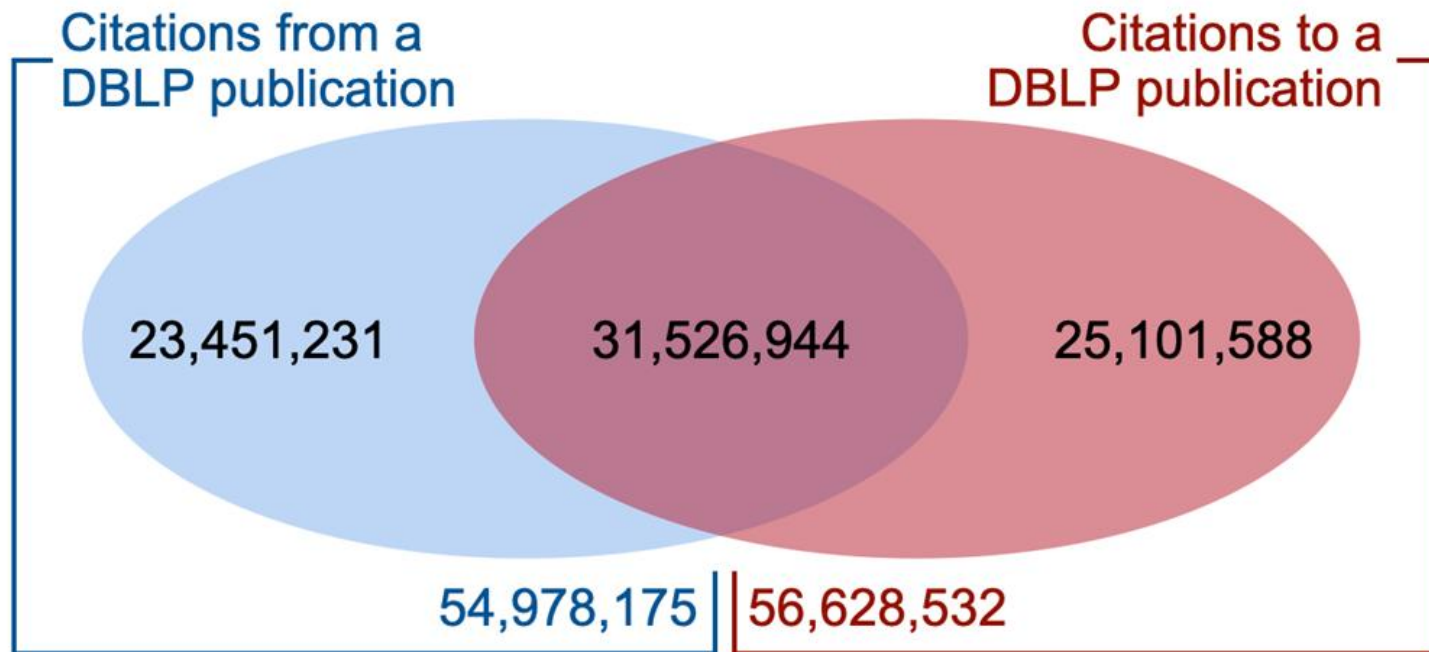 Citations from a
DBLP publication
Citations to a
DBLP publication
23,451,231
31,526,944
25,101,588
54,978,175
56,628,532